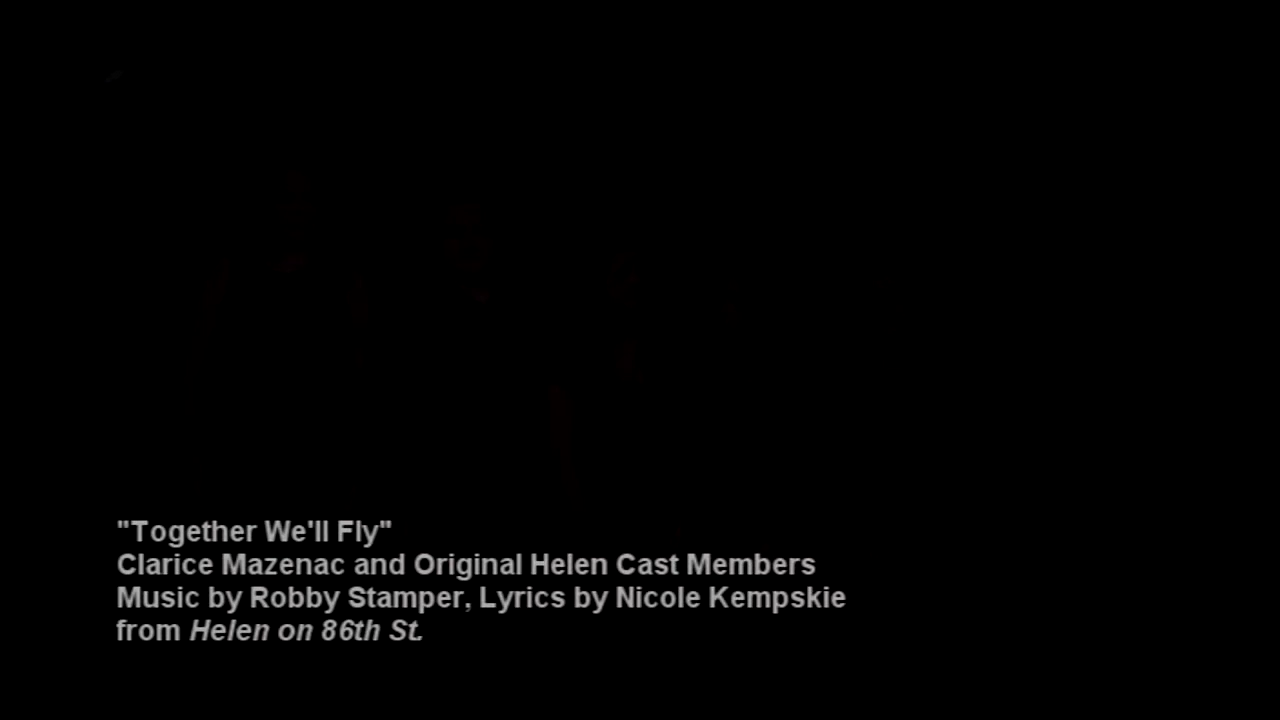 "Together We'll Fly"
Clarice Mazenac and Original Helen Cast Members
Music by Robby Stamper, Lyrics by Nicole Kempskie
from Helen on 86th St.